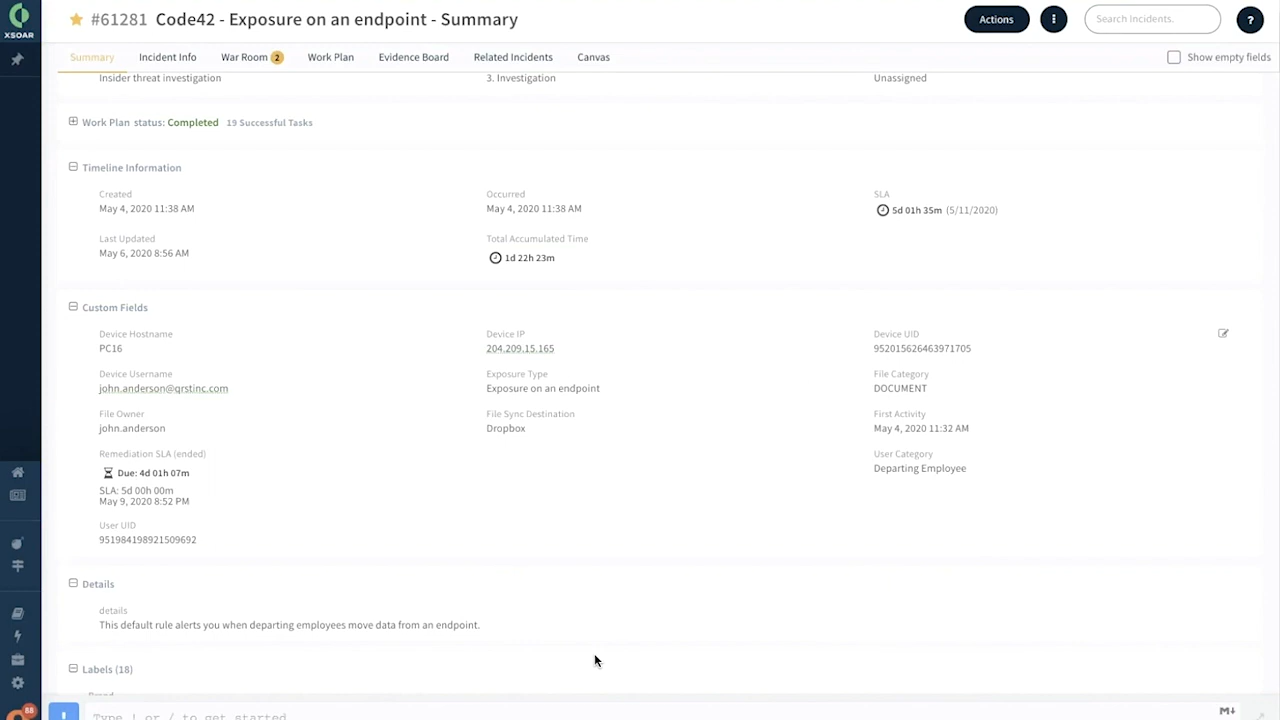 XSOAR
#61281 Code42 - Exposure on an endpoint - Summary
Actions
Search Incidents.
?
Summary
Incident Info
War Room 2
Work Plan
Evidence Board
Related Incidents
Canvas
Show empty fields
Insider threat investigation
3. Investigation
Unassigned
Work Plan status: Completed 19 Successful Tasks
Timeline Information
Created
May 4, 2020 11:38 AM
Occurred
May 4, 2020 11:38 AM
SLA
5d 01h 35m (5/11/2020)
Last Updated
May 6, 2020 8:56 AM
Total Accumulated Time
1d 22h 23m
Custom Fields
Device Hostname
PC16
Device IP
204.209.15.165
Device UID
952015626463971705
Device Username
john.anderson@qrstinc.com
Exposure Type
Exposure on an endpoint
File Category
DOCUMENT
File Owner
john.anderson
File Sync Destination
Dropbox
First Activity
May 4, 2020 11:32 AM
Remediation SLA (ended)
Due: 4d 01h 07m
SLA: 5d 00h 00m
May 9, 2020 8:52 PM
User Category
Departing Employee
User UID
951984198921509692
Details
details
This default rule alerts you when departing employees move data from an endpoint.
Labels (18)
Brand
88
!
Type ! or / to get started
M↓